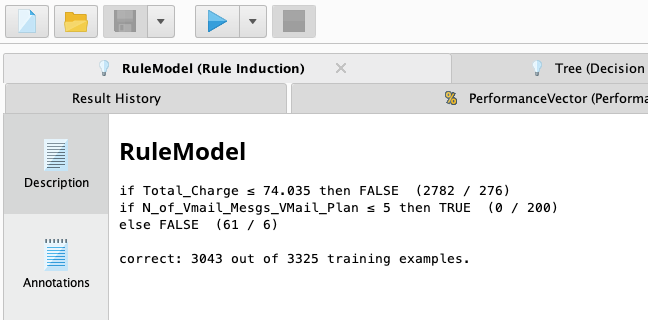 RuleModel (Rule Induction)
Tree (Decision
Result History
PerformanceVector (Performa
Description
Annotations
RuleModel
if Total_Charge ≤ 74.035 then FALSE  (2782 / 276)
if N_of_Vmail_Mesgs_VMail_Plan ≤ 5 then TRUE  (0 / 200)
else FALSE  (61 / 6)
correct: 3043 out of 3325 training examples.